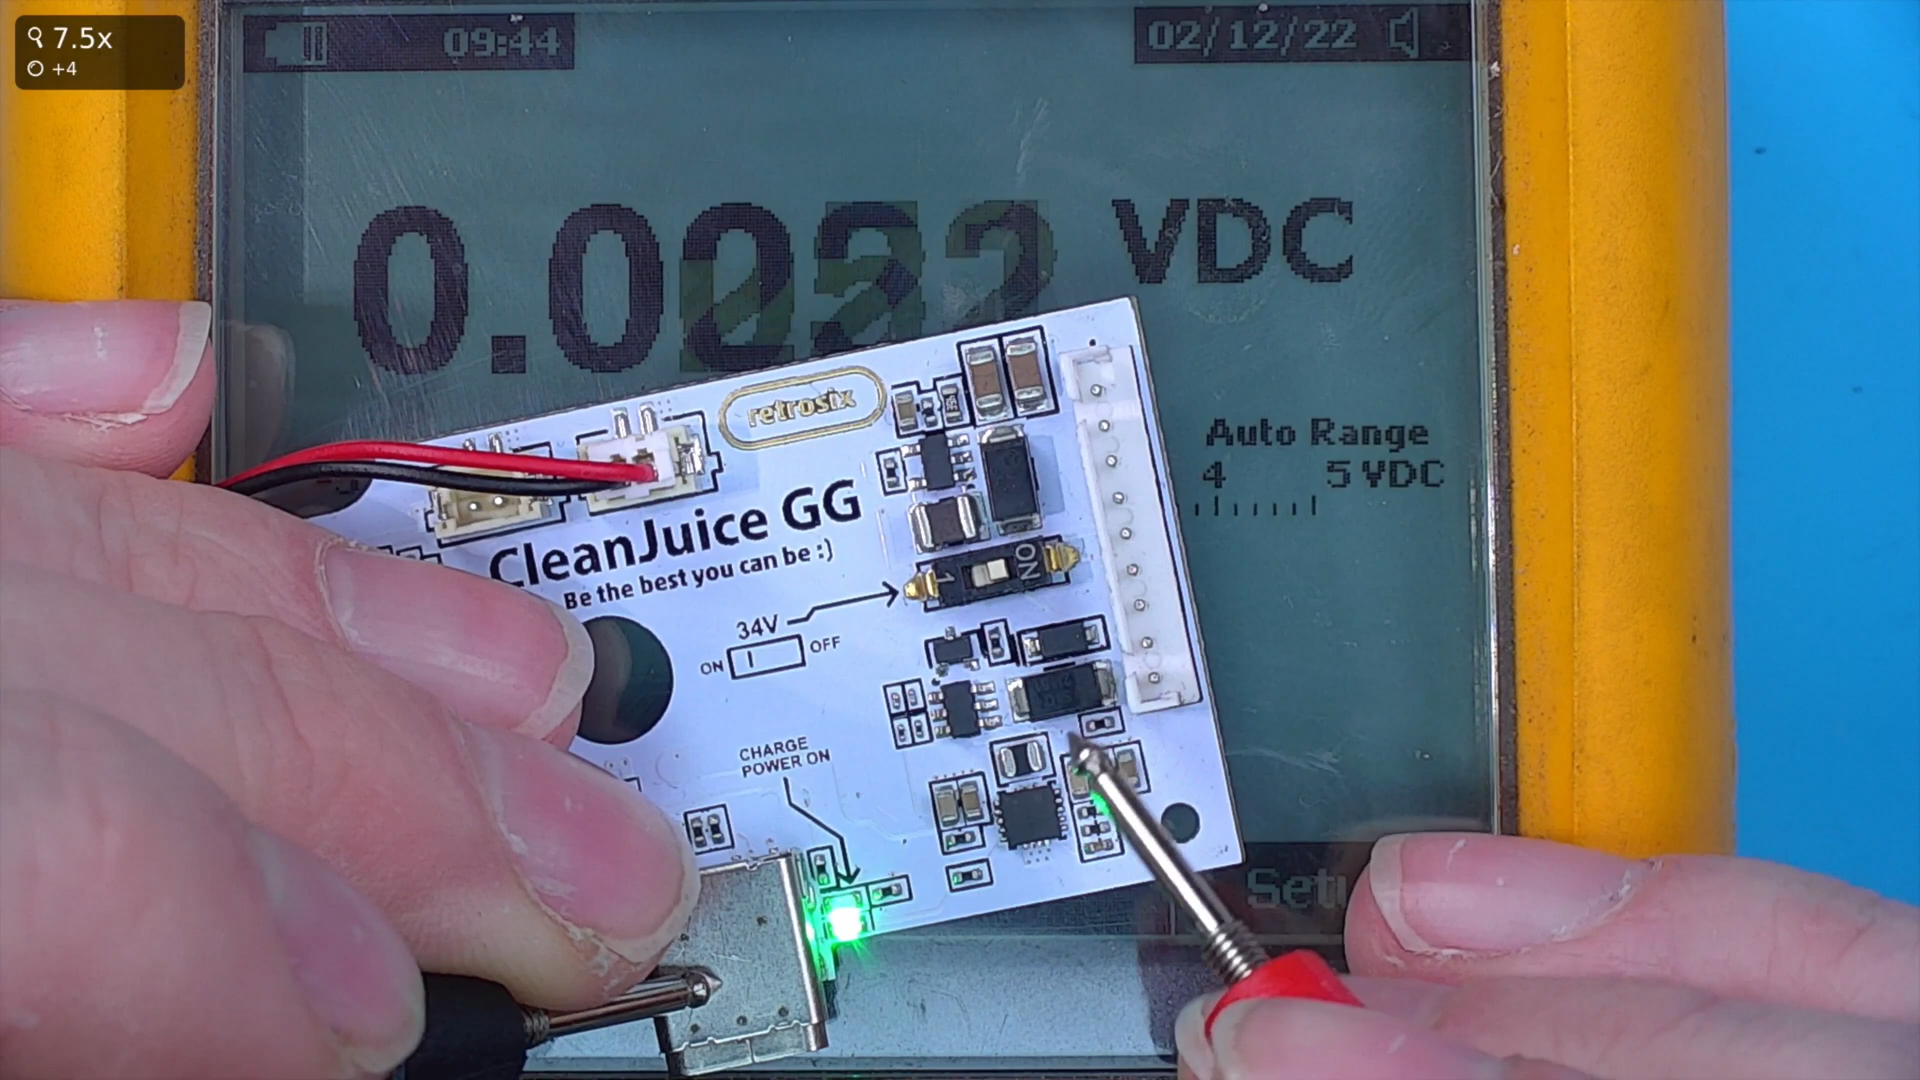 7.5x
+4
09:44
02/12/22
VDC
Auto Range
4 5 VDC
retrosix
CleanJuice GG
Be the best you can be :)
1 ON
34V
ON OFF
CHARGE
POWER ON